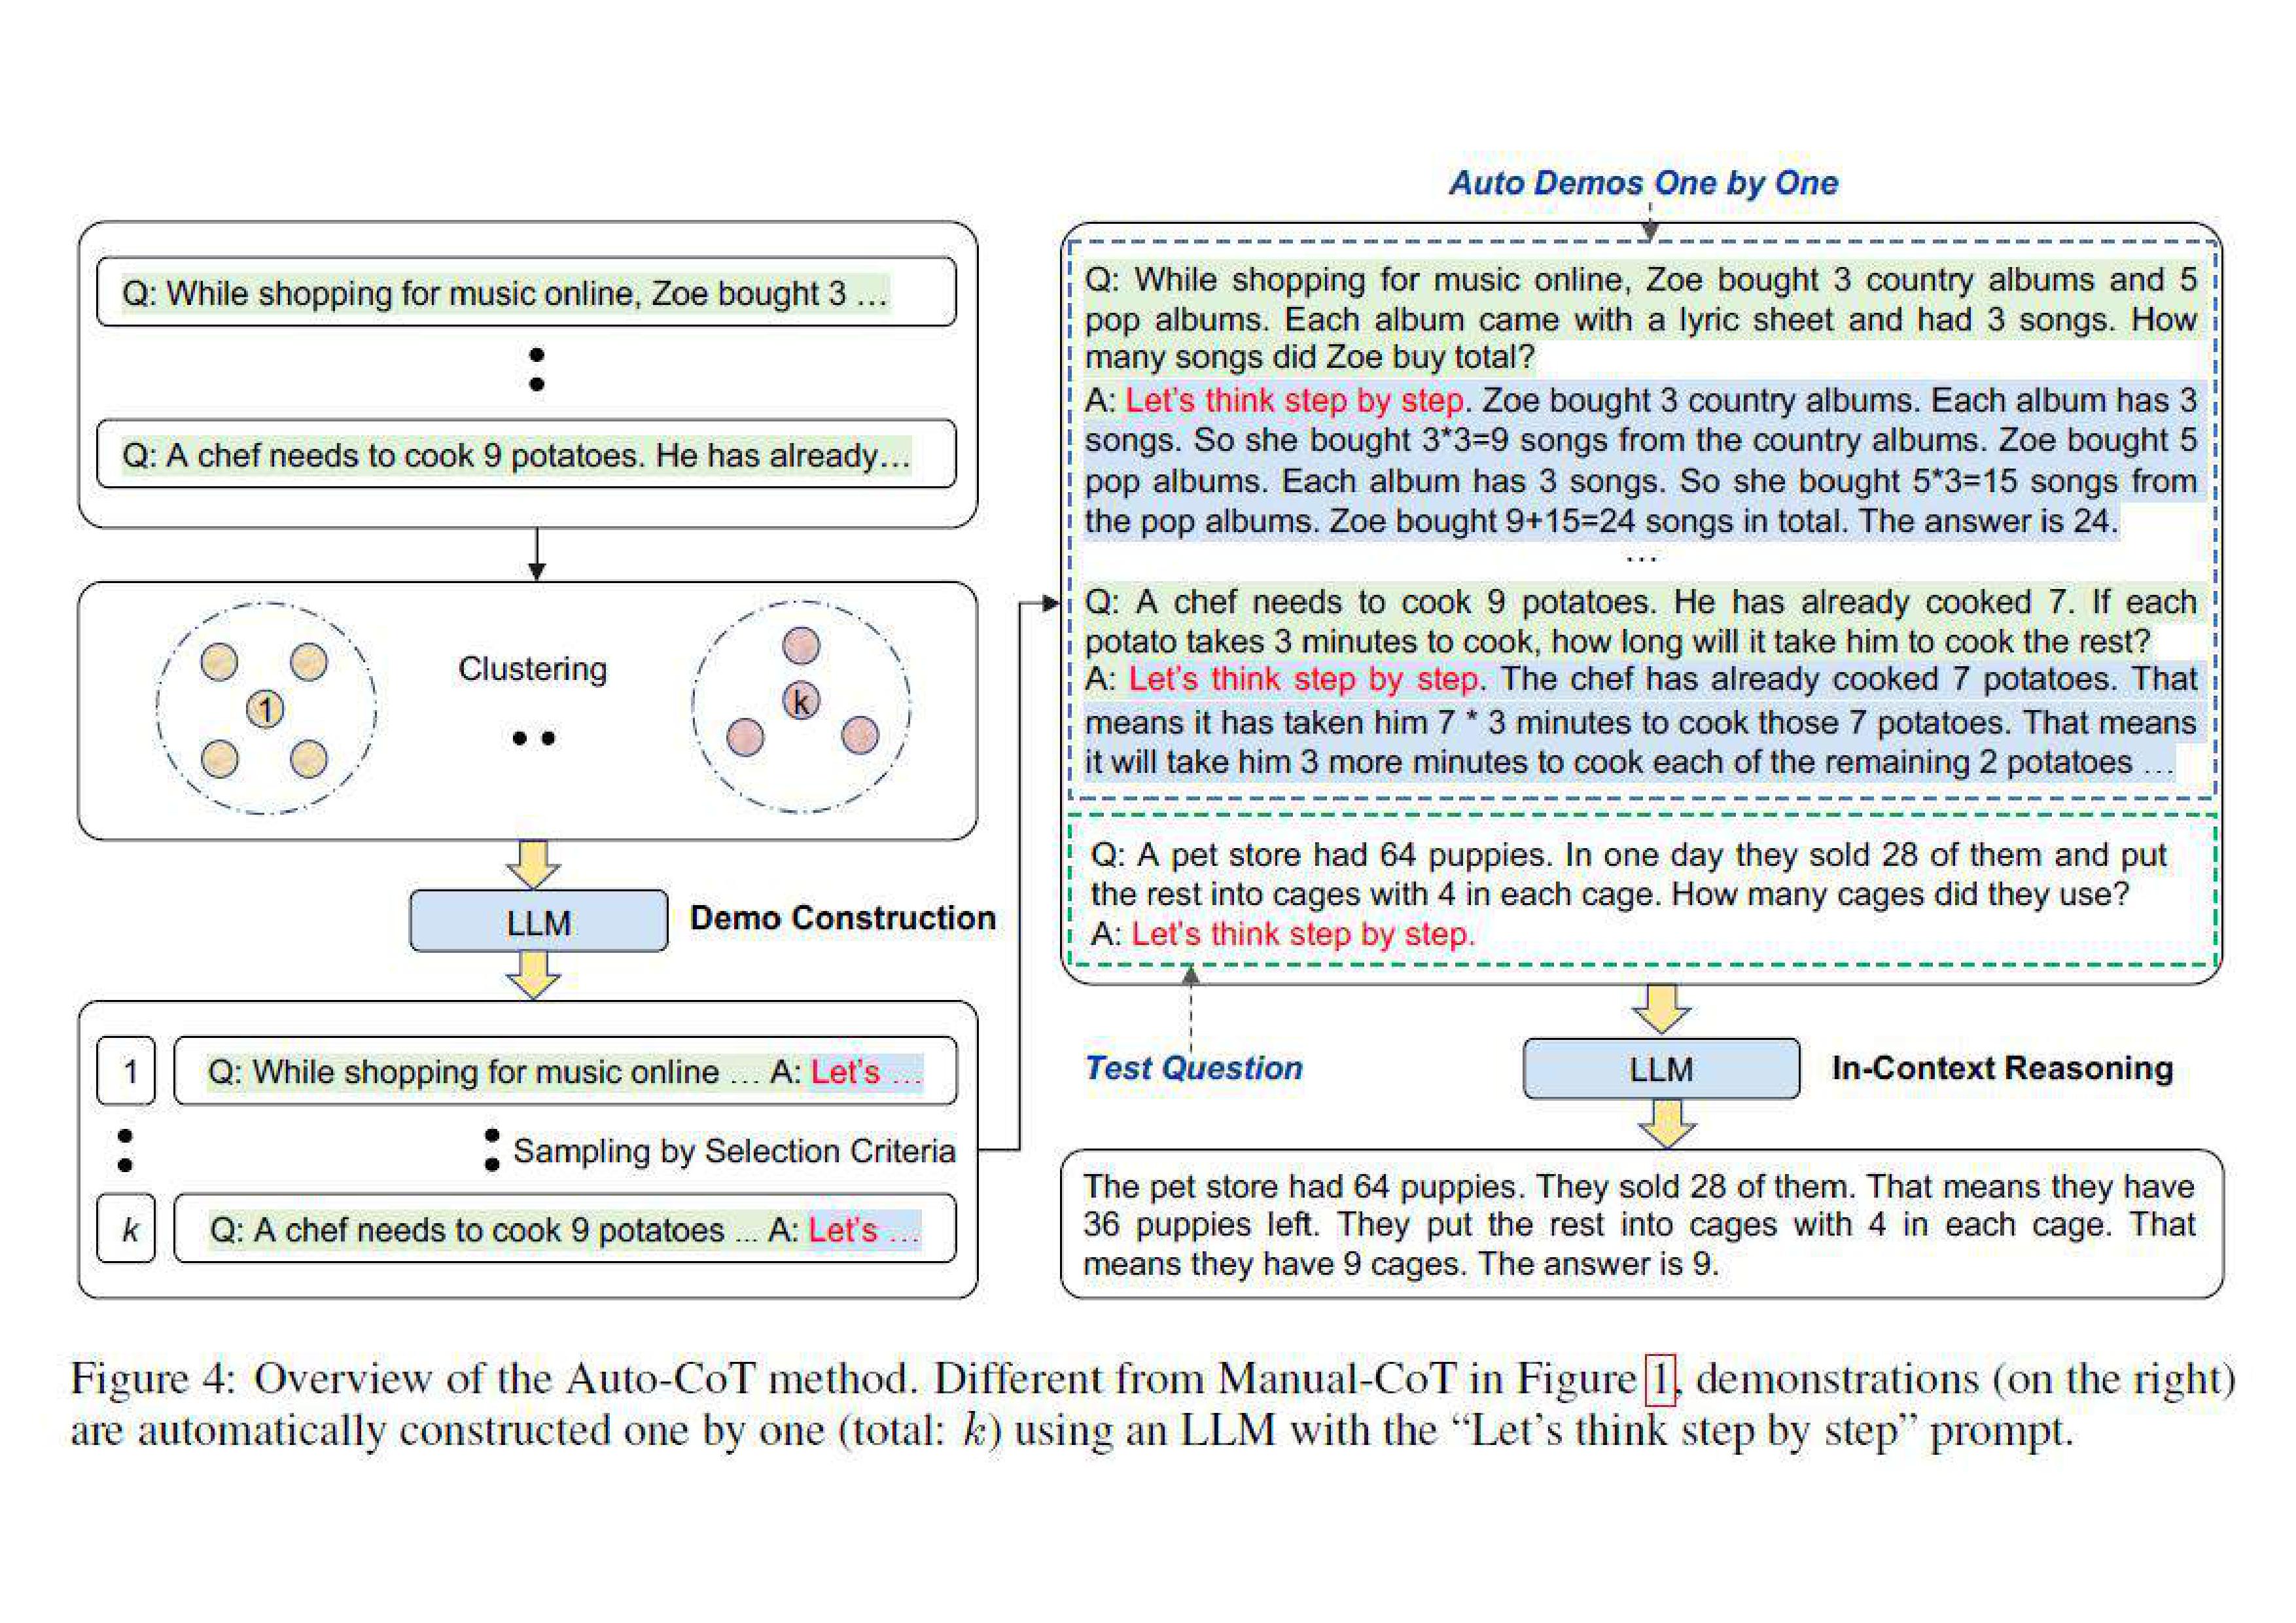 Q: While shopping for music online, Zoe bought 3 …
Q: A chef needs to cook 9 potatoes. He has already…
1
Clustering
k
LLM
Demo Construction
1
Q: While shopping for music online … A: Let's …
Sampling by Selection Criteria
k
Q: A chef needs to cook 9 potatoes ... A: Let's …
Auto Demos One by One
Q: While shopping for music online, Zoe bought 3 country albums and 5
pop albums. Each album came with a lyric sheet and had 3 songs. How
many songs did Zoe buy total?
A: Let's think step by step. Zoe bought 3 country albums. Each album has 3
songs. So she bought 3*3=9 songs from the country albums. Zoe bought 5
pop albums. Each album has 3 songs. So she bought 5*3=15 songs from
the pop albums. Zoe bought 9+15=24 songs in total. The answer is 24.
…
Q: A chef needs to cook 9 potatoes. He has already cooked 7. If each
potato takes 3 minutes to cook, how long will it take him to cook the rest?
A: Let's think step by step. The chef has already cooked 7 potatoes. That
means it has taken him 7 * 3 minutes to cook those 7 potatoes. That means
it will take him 3 more minutes to cook each of the remaining 2 potatoes …
Q: A pet store had 64 puppies. In one day they sold 28 of them and put
the rest into cages with 4 in each cage. How many cages did they use?
A: Let's think step by step.
Test Question
LLM
In-Context Reasoning
The pet store had 64 puppies. They sold 28 of them. That means they have
36 puppies left. They put the rest into cages with 4 in each cage. That
means they have 9 cages. The answer is 9.
Figure 4: Overview of the Auto-CoT method. Different from Manual-CoT in Figure 1, demonstrations (on the right)
are automatically constructed one by one (total: k) using an LLM with the “Let’s think step by step” prompt.